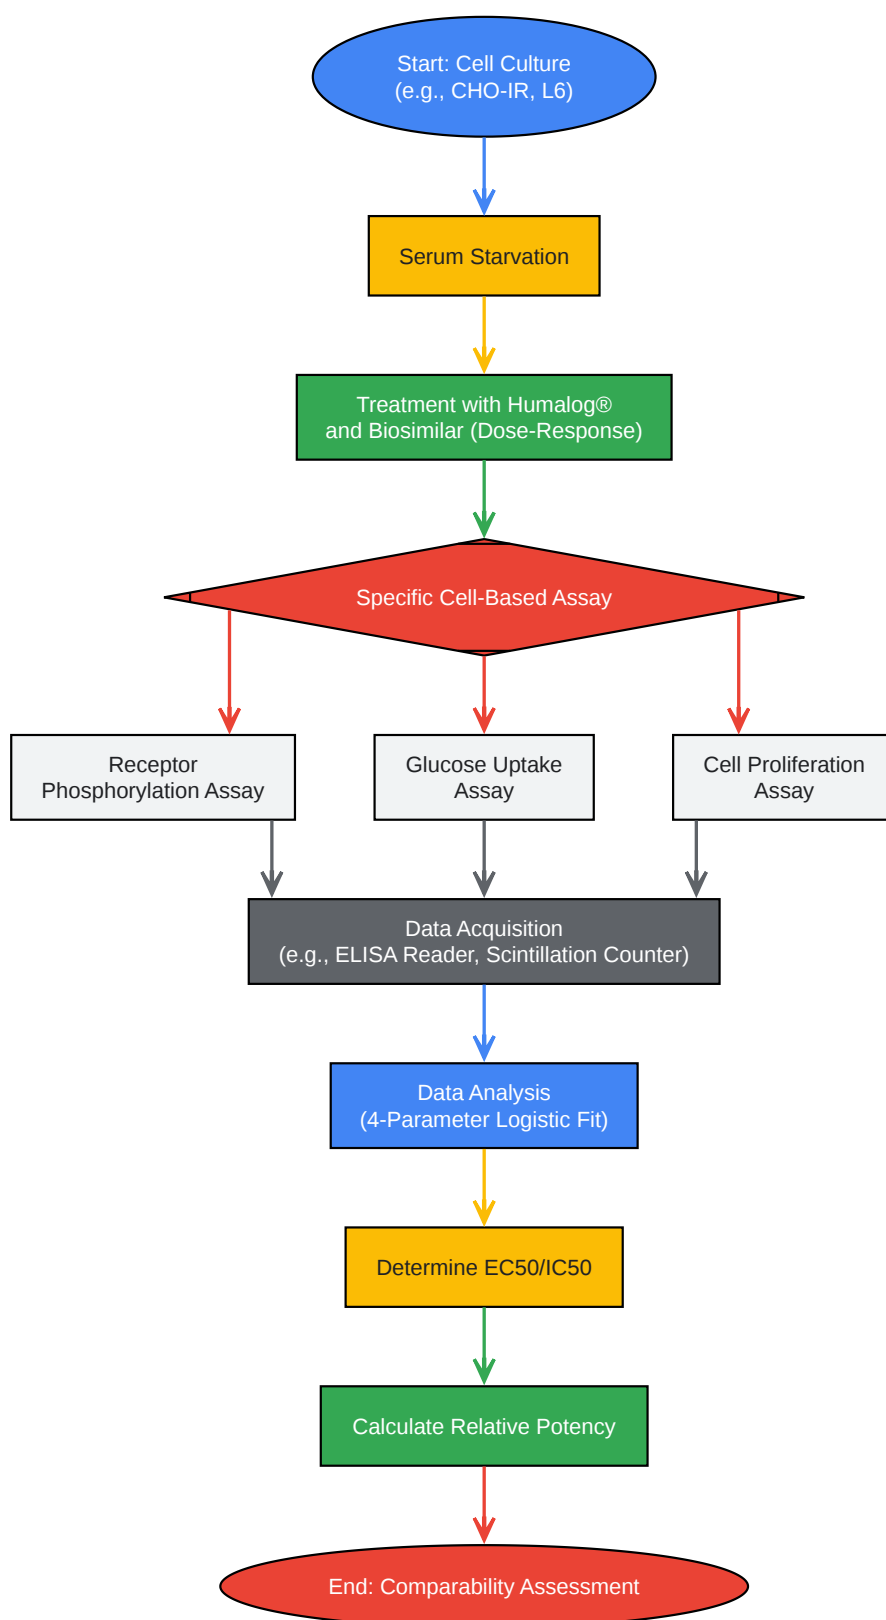 Start: Cell Culture
(e.g., CHO-IR, L6)
Serum Starvation
Treatment with Humalog®
and Biosimilar (Dose-Response)
Specific Cell-Based Assay
Receptor
Phosphorylation Assay
Glucose Uptake
Assay
Cell Proliferation
Assay
Data Acquisition
(e.g., ELISA Reader, Scintillation Counter)
Data Analysis
(4-Parameter Logistic Fit)
Determine EC50/IC50
Calculate Relative Potency
End: Comparability Assessment